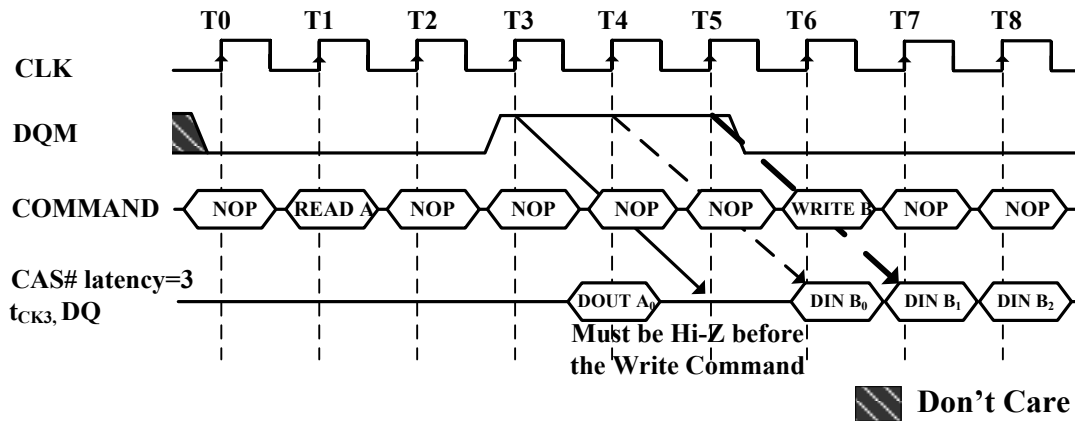 T0 T1 T2 T3 T4 T5 T6 T7 T8
CLK
DQM
COMMAND NOP READ A NOP NOP NOP NOP WRITE B NOP NOP
CAS# latency=3
tCK3, DQ DOUT A0 DIN B0 DIN B1 DIN B2
Must be Hi-Z before
the Write Command
Don't Care